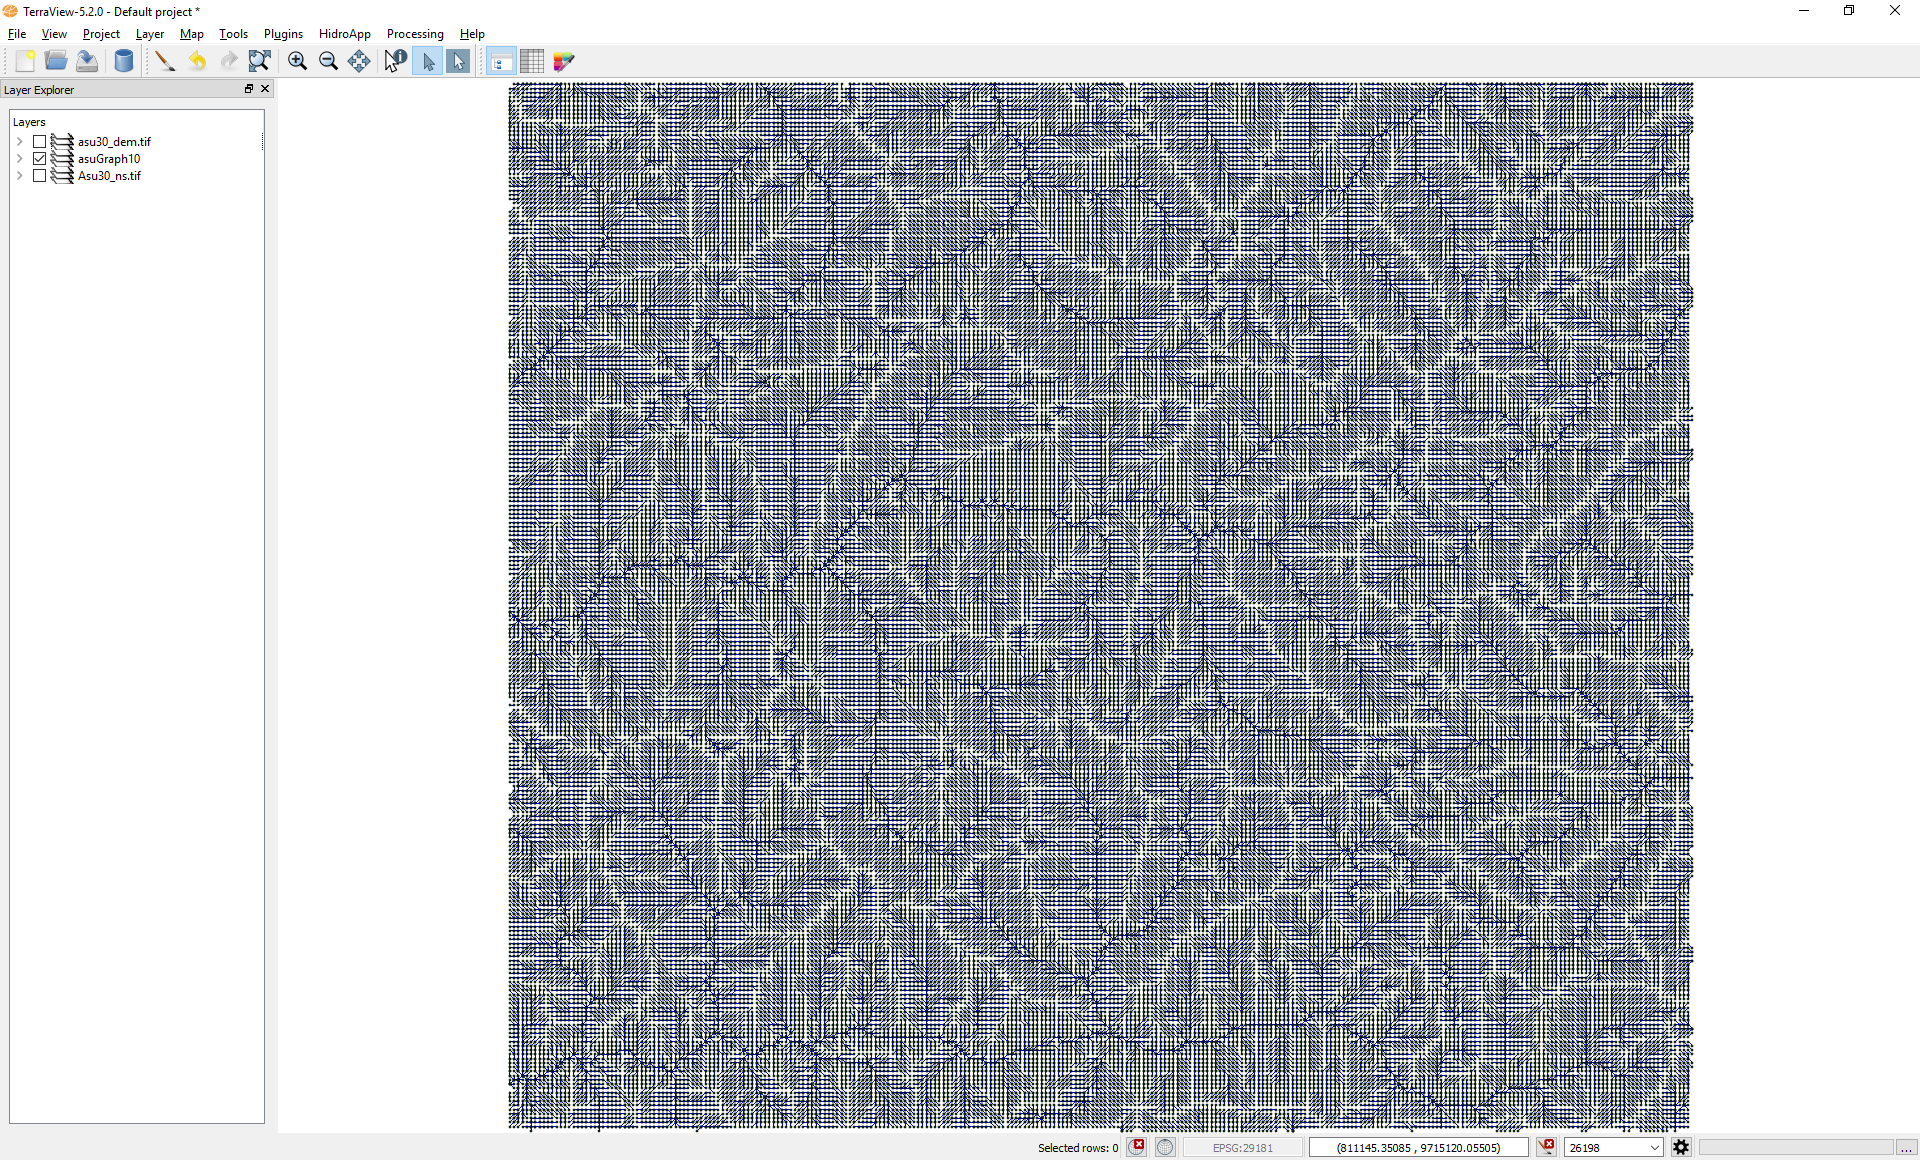 TerraView-5.2.0 - Default project *
File View Project Layer Map Tools Plugins HidroApp Processing Help
Layer Explorer
Layers
asu30_dem.tif
asuGraph10
Asu30_ns.tif
Selected rows: 0 EPSG:29181 (811145.35085 , 9715120.05505) 26198 ...